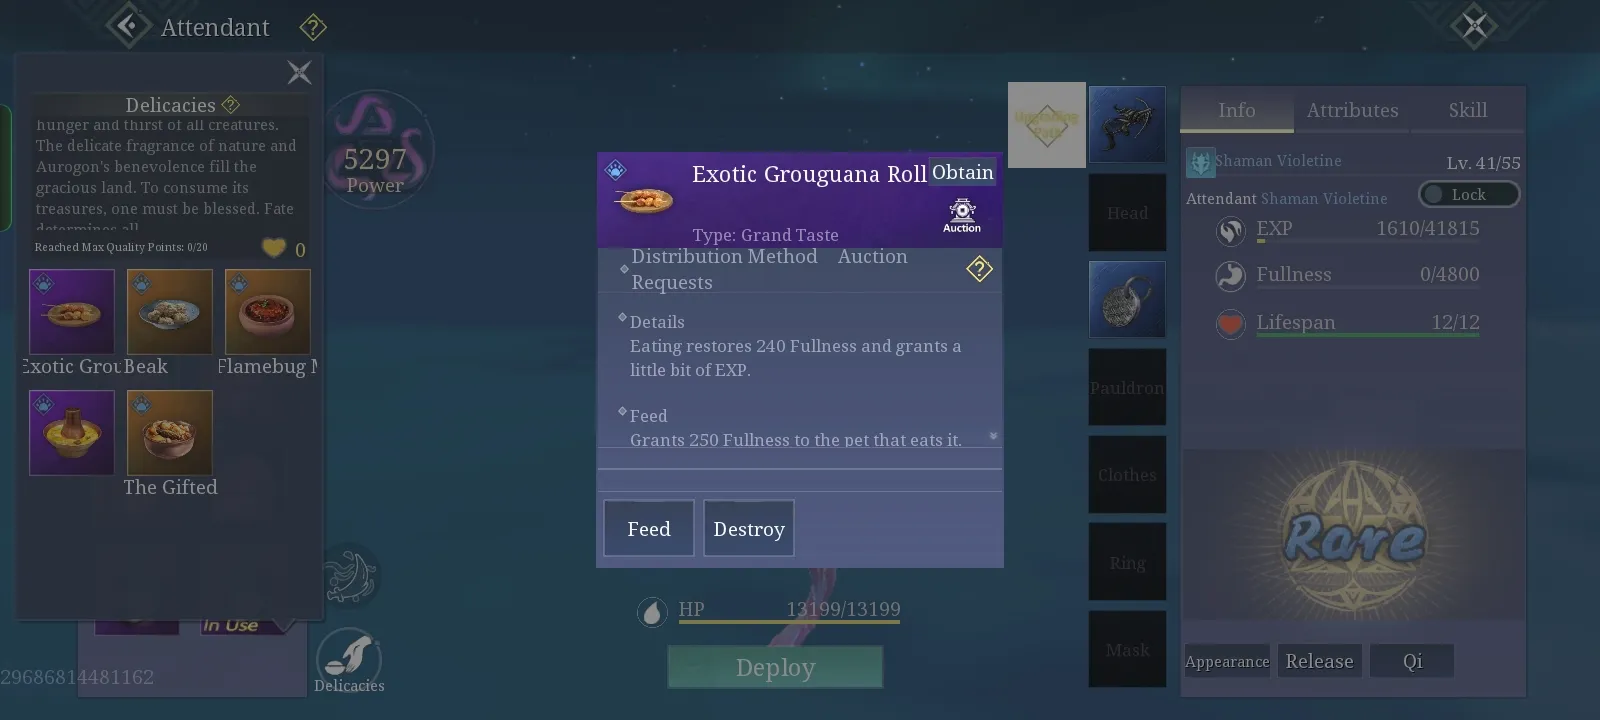 Attendant
Delicacies
hunger and thirst of all creatures.
The delicate fragrance of nature and
Aurogon's benevolence fill the
gracious land. To consume its
treasures, one must be blessed. Fate
determines all
Reached Max Quality Points: 0/20
0
Exotic Grou
Beak
Flamebug M
The Gifted
5297
Power
In Use
29686814481162
Delicacies
Exotic Grouguana Roll
Obtain
Type: Grand Taste
Auction
Distribution Method Auction
Requests
Details
Eating restores 240 Fullness and grants a
little bit of EXP.
Feed
Grants 250 Fullness to the pet that eats it.
Feed
Destroy
HP 13199/13199
Deploy
Upgrading
Path
Head
Pauldron
Clothes
Ring
Mask
Info
Attributes
Skill
Shaman Violetine
Lv. 41/55
Attendant Shaman Violetine
Lock
EXP 1610/41815
Fullness 0/4800
Lifespan 12/12
Rare
Appearance
Release
Qi